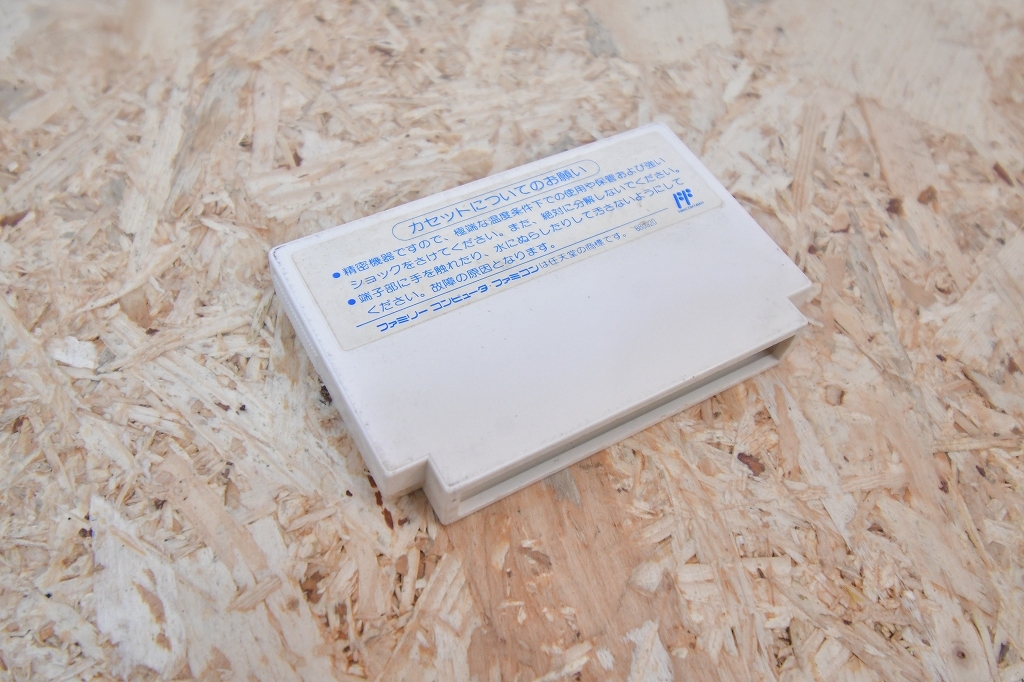 カセットについてのお願い
●精密機器ですので、極端な温度条件下での使用や保管および強い
ショックをさけてください。また、絶対に分解しないでください。
●端子部に手を触れたり、水にぬらしたりして汚さないようにして
ください。故障の原因となります。
ファミリーコンピュータ・ファミコンは任天堂の商標です。